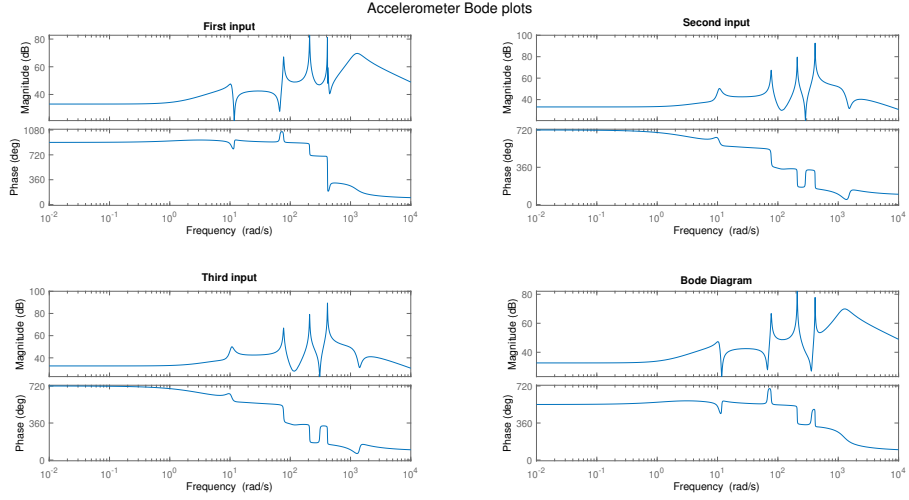 Accelerometer Bode plots
First input
Magnitude (dB)
80
60
40
Phase (deg)
1080
720
360
0
10^-2 10^-1 10^0 10^1 10^2 10^3 10^4
Frequency (rad/s)
Second input
Magnitude (dB)
100
80
60
40
Phase (deg)
720
360
0
10^-2 10^-1 10^0 10^1 10^2 10^3 10^4
Frequency (rad/s)
Third input
Magnitude (dB)
100
80
60
40
Phase (deg)
720
360
0
10^-2 10^-1 10^0 10^1 10^2 10^3 10^4
Frequency (rad/s)
Bode Diagram
Magnitude (dB)
80
60
40
Phase (deg)
720
360
0
10^-2 10^-1 10^0 10^1 10^2 10^3 10^4
Frequency (rad/s)